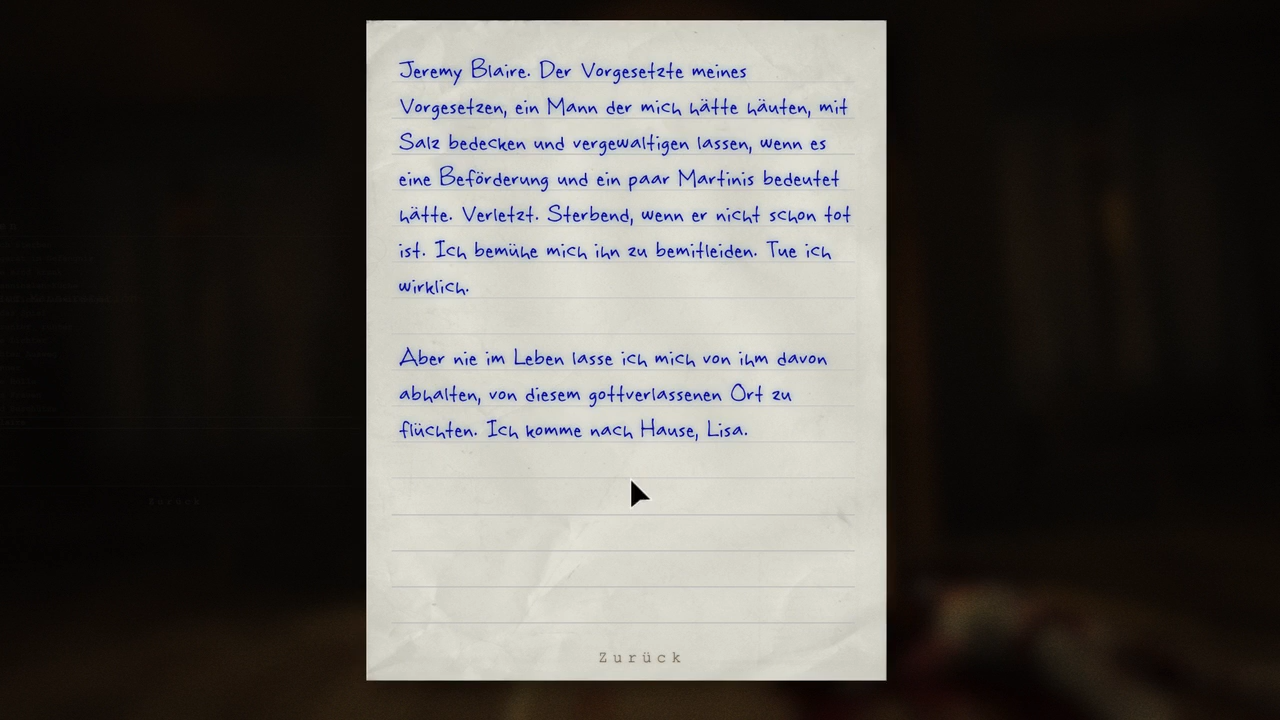 Jeremy Blaire. Der Vorgesetzte meines
Vorgesetzen, ein Mann der mich hätte häuten, mit
Salz bedecken und vergewaltigen lassen, wenn es
eine Beförderung und ein paar Martinis bedeutet
hätte. Verletzt. Sterbend, wenn er nicht schon tot
ist. Ich bemühe mich ihn zu bemitleiden. Tue ich
wirklich.
Aber nie im Leben lasse ich mich von ihm davon
abhalten, von diesem gottverlassenen Ort zu
flüchten. Ich komme nach Hause, Lisa.
Zurück